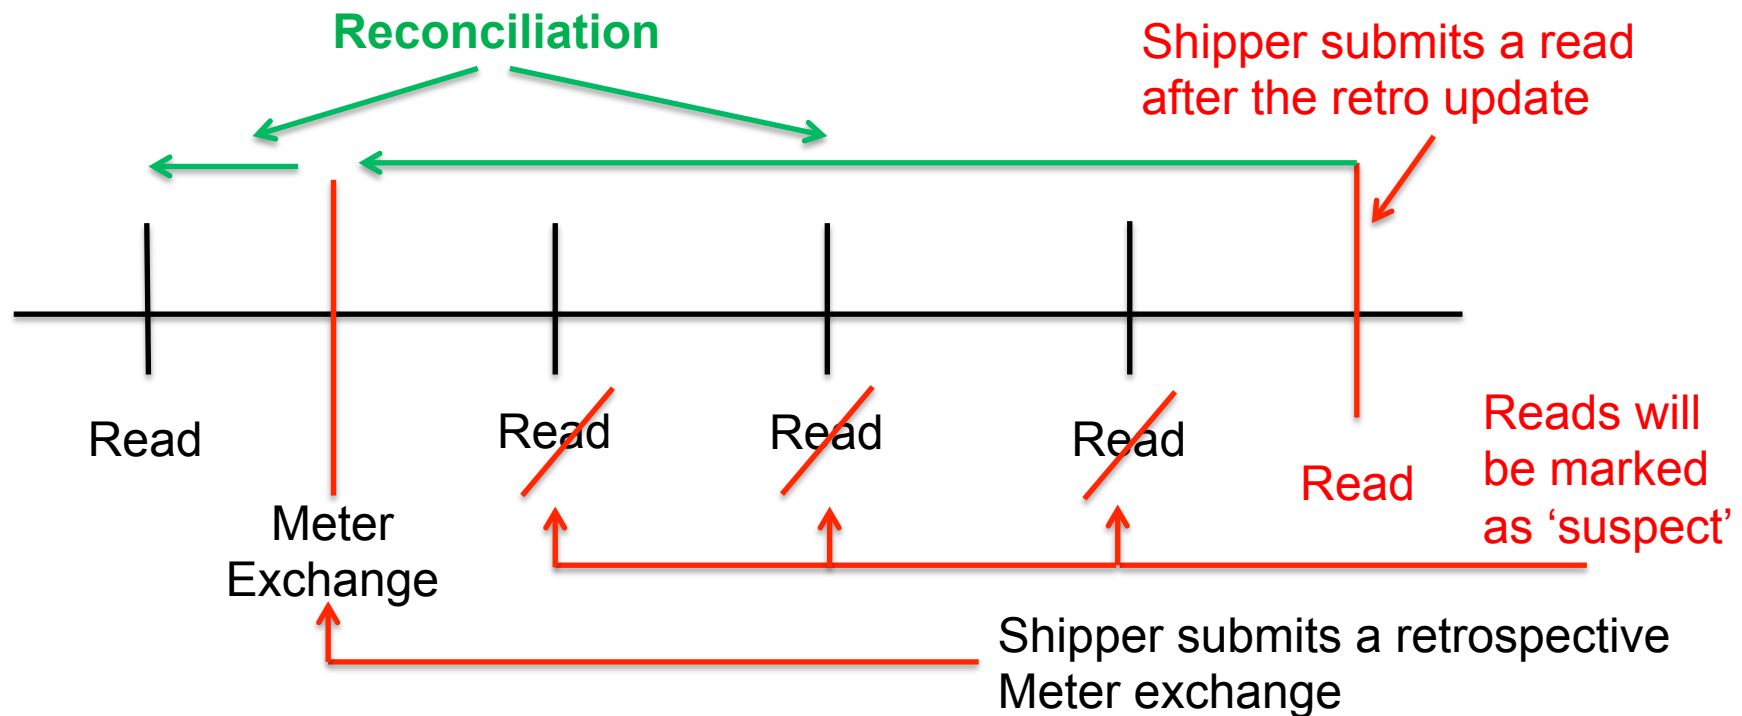 Reconciliation
Shipper submits a read
after the retro update
Read
Read
Read
Read
Read
Reads will
be marked
as ‘suspect’
Meter
Exchange
Shipper submits a retrospective
Meter exchange